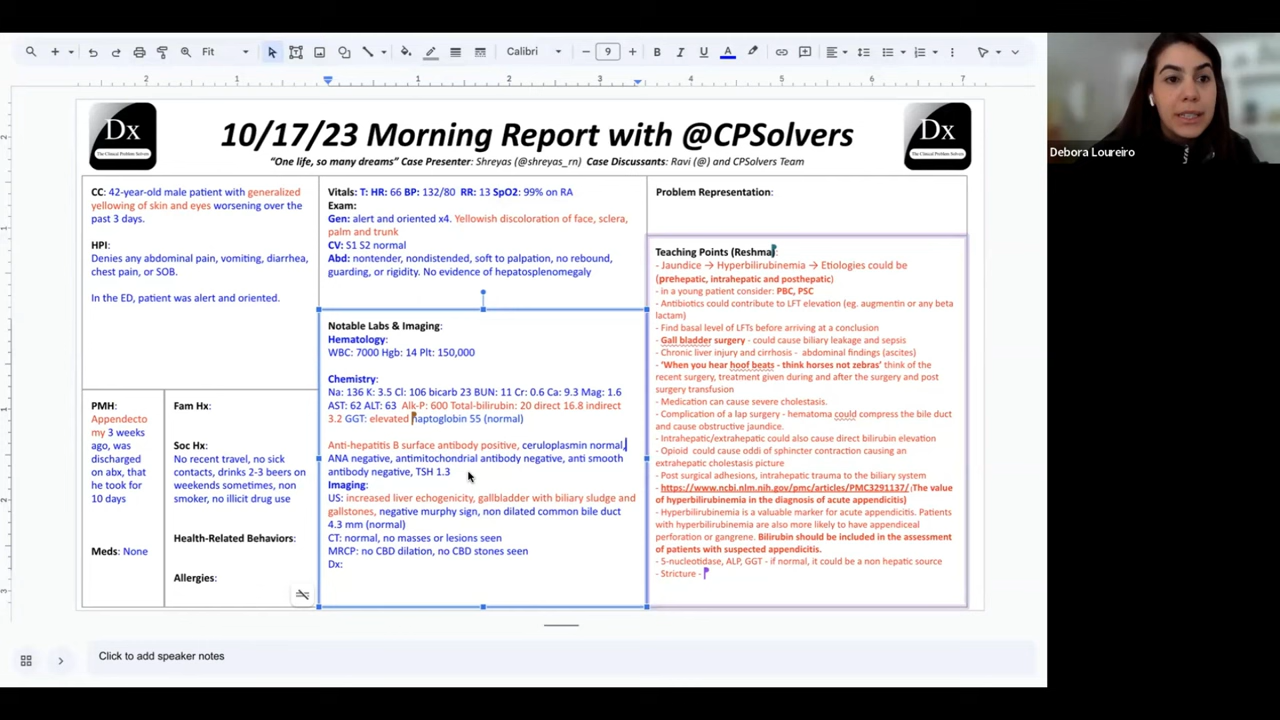 Fit
Calibri
9
B
I
U
A
2
1
1
2
3
4
5
6
7
Dx
The Clinical Problem Solvers
10/17/23 Morning Report with @CPSolvers
Dx
The Clinical Problem Solvers
“One life, so many dreams” Case Presenter: Shreyas (@shreyas_rn) Case Discussants: Ravi (@) and CPSolvers Team
CC: 42-year-old male patient with generalized
yellowing of skin and eyes worsening over the
past 3 days.
HPI:
Denies any abdominal pain, vomiting, diarrhea,
chest pain, or SOB.
In the ED, patient was alert and oriented.
PMH:
Appendecto
my 3 weeks
ago, was
discharged
on abx, that
he took for
10 days
Meds: None
Fam Hx:
Soc Hx:
No recent travel, no sick
contacts, drinks 2-3 beers on
weekends sometimes, non
smoker, no illicit drug use
Health-Related Behaviors:
Allergies:
Vitals: T: HR: 66 BP: 132/80 RR: 13 SpO2: 99% on RA
Exam:
Gen: alert and oriented x4. Yellowish discoloration of face, sclera,
palm and trunk
CV: S1 S2 normal
Abd: nontender, nondistended, soft to palpation, no rebound,
guarding, or rigidity. No evidence of hepatosplenomegaly
Notable Labs & Imaging:
Hematology:
WBC: 7000 Hgb: 14 Plt: 150,000
Chemistry:
Na: 136 K: 3.5 Cl: 106 bicarb 23 BUN: 11 Cr: 0.6 Ca: 9.3 Mag: 1.6
AST: 62 ALT: 63 Alk-P: 600 Total-bilirubin: 20 direct 16.8 indirect
3.2 GGT: elevated haptoglobin 55 (normal)
Anti-hepatitis B surface antibody positive, ceruloplasmin normal,
ANA negative, antimitochondrial antibody negative, anti smooth
antibody negative, TSH 1.3
Imaging:
US: increased liver echogenicity, gallbladder with biliary sludge and
gallstones, negative murphy sign, non dilated common bile duct
4.3 mm (normal)
CT: normal, no masses or lesions seen
MRCP: no CBD dilation, no CBD stones seen
Dx:
Problem Representation:
Teaching Points (Reshma):
- Jaundice → Hyperbilirubinemia → Etiologies could be
(prehepatic, intrahepatic and posthepatic)
- in a young patient consider: PBC, PSC
- Antibiotics could contribute to LFT elevation (eg. augmentin or any beta
lactam)
- Find basal level of LFTs before arriving at a conclusion
- Gall bladder surgery - could cause biliary leakage and sepsis
- Chronic liver injury and cirrhosis - abdominal findings (ascites)
- ‘When you hear hoof beats - think horses not zebras’ think of the
recent surgery, treatment given during and after the surgery and post
surgery transfusion
- Medication can cause severe cholestasis.
- Complication of a lap surgery - hematoma could compress the bile duct
and cause obstructive jaundice.
- Intrahepatic/extrahepatic could also cause direct bilirubin elevation
- Opioid could cause oddi of sphincter contraction causing an
extrahepatic cholestasis picture
- Post surgical adhesions, intrahepatic trauma to the biliary system
- https://www.ncbi.nlm.nih.gov/pmc/articles/PMC3291137/ (The value
of hyperbilirubinemia in the diagnosis of acute appendicitis)
- Hyperbilirubinemia is a valuable marker for acute appendicitis. Patients
with hyperbilirubinemia are also more likely to have appendiceal
perforation or gangrene. Bilirubin should be included in the assessment
of patients with suspected appendicitis.
- 5-nucleotidase, ALP, GGT - if normal, it could be a non hepatic source
- Stricture -
Click to add speaker notes
Debora Loureiro